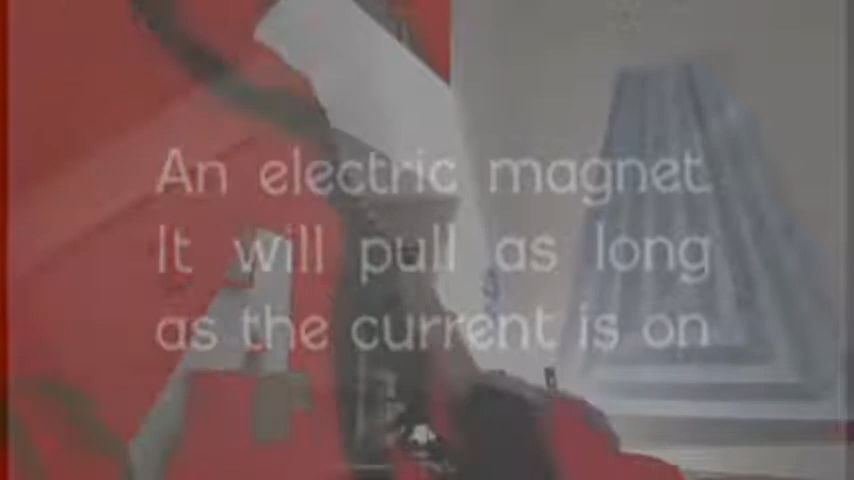 An electric magnet.
It will pull as long
as the current is on